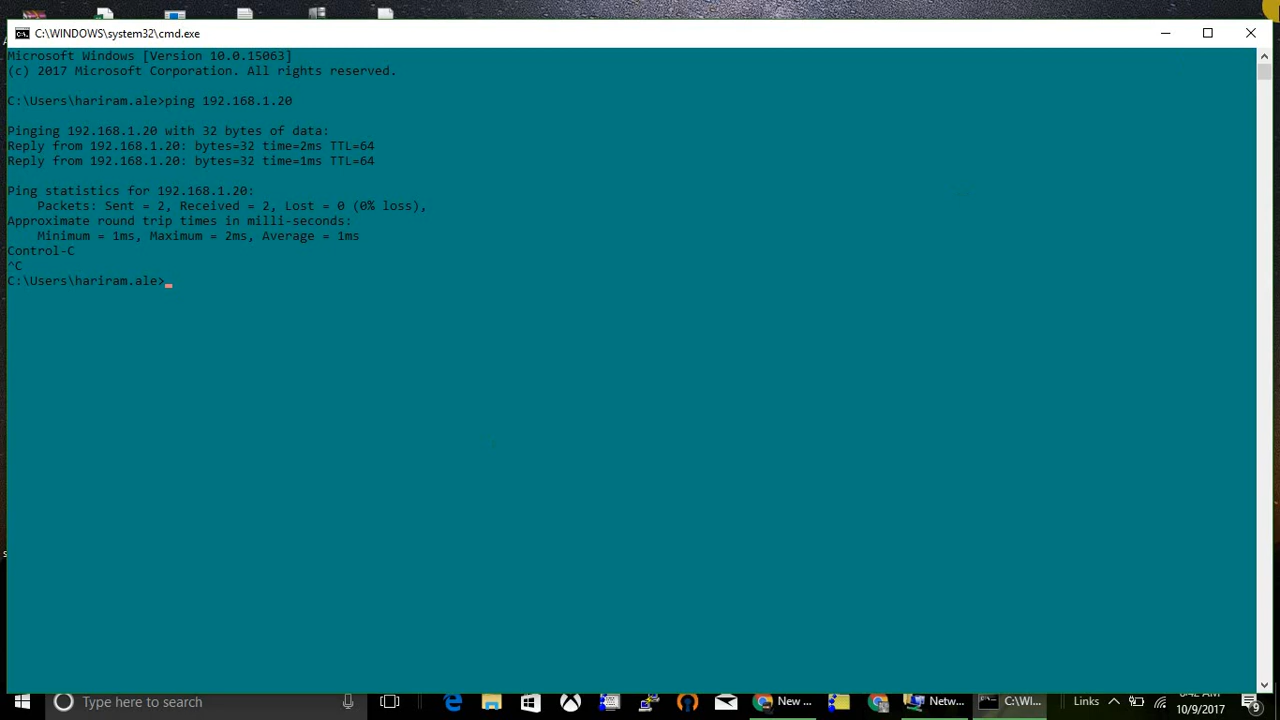 C:\WINDOWS\system32\cmd.exe
Microsoft Windows [Version 10.0.15063]
(c) 2017 Microsoft Corporation. All rights reserved.
C:\Users\hariram.ale>ping 192.168.1.20
Pinging 192.168.1.20 with 32 bytes of data:
Reply from 192.168.1.20: bytes=32 time=2ms TTL=64
Reply from 192.168.1.20: bytes=32 time=1ms TTL=64
Ping statistics for 192.168.1.20:
    Packets: Sent = 2, Received = 2, Lost = 0 (0% loss),
Approximate round trip times in milli-seconds:
    Minimum = 1ms, Maximum = 2ms, Average = 1ms
Control-C
^C
C:\Users\hariram.ale>
Type here to search
New ...
Netw...
C:\WI...
Links
10/9/2017
9